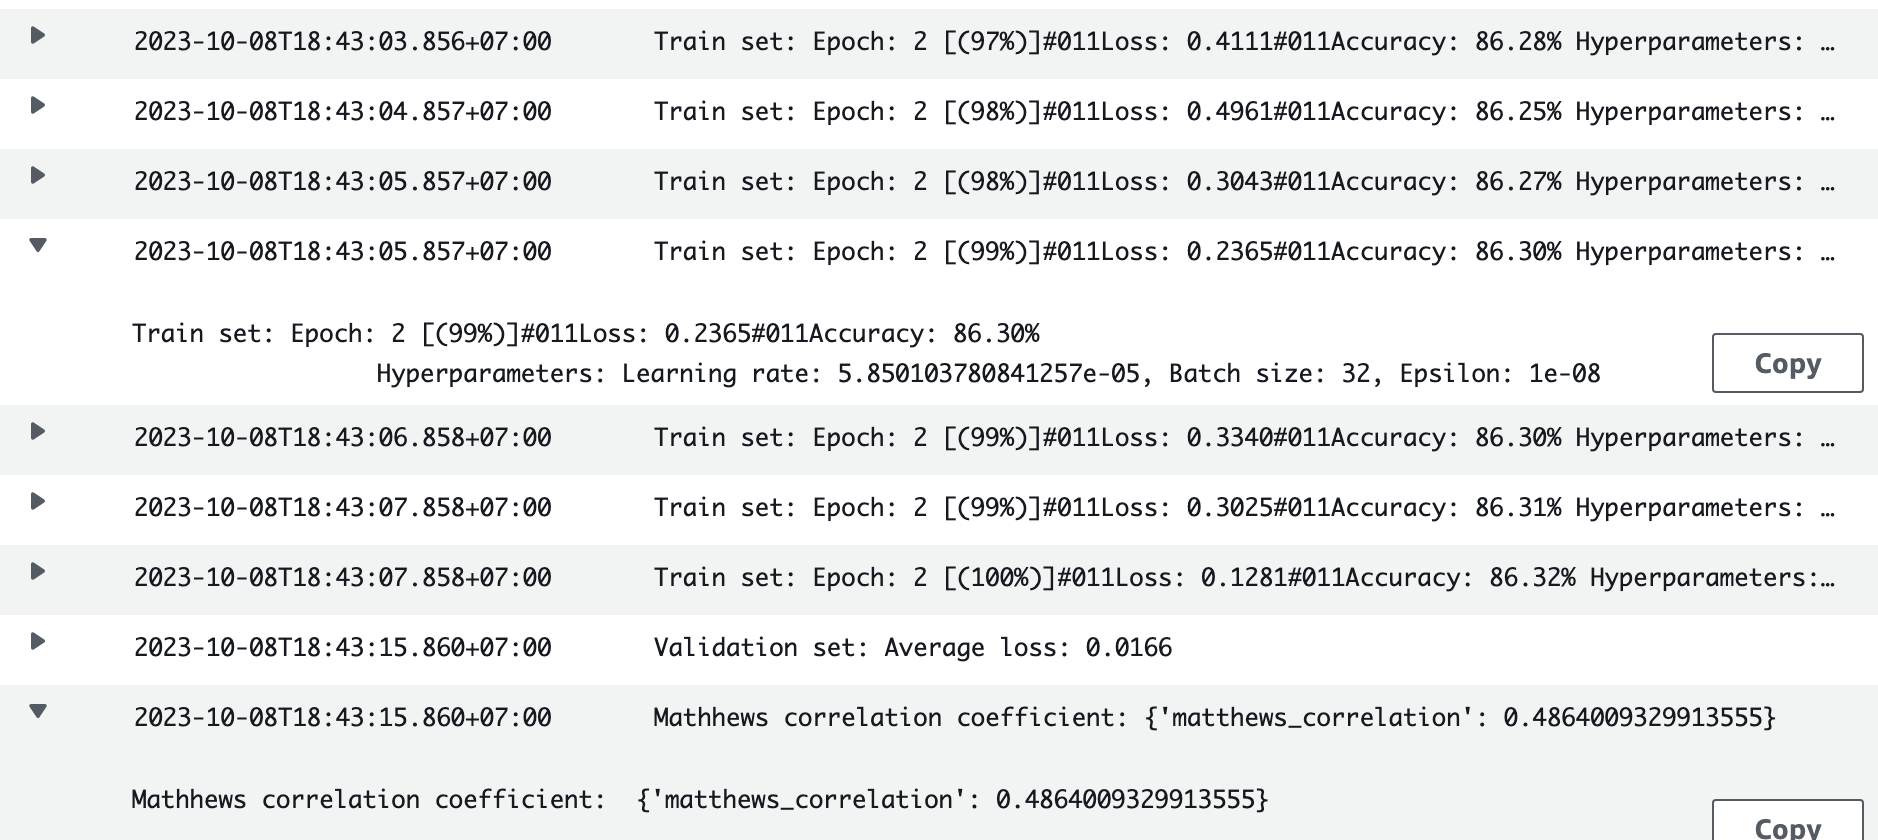 2023-10-08T18:43:03.856+07:00 Train set: Epoch: 2 [(97%)]#011Loss: 0.4111#011Accuracy: 86.28% Hyperparameters: …
2023-10-08T18:43:04.857+07:00 Train set: Epoch: 2 [(98%)]#011Loss: 0.4961#011Accuracy: 86.25% Hyperparameters: …
2023-10-08T18:43:05.857+07:00 Train set: Epoch: 2 [(98%)]#011Loss: 0.3043#011Accuracy: 86.27% Hyperparameters: …
2023-10-08T18:43:05.857+07:00 Train set: Epoch: 2 [(99%)]#011Loss: 0.2365#011Accuracy: 86.30% Hyperparameters: …
Train set: Epoch: 2 [(99%)]#011Loss: 0.2365#011Accuracy: 86.30%
Hyperparameters: Learning rate: 5.850103780841257e-05, Batch size: 32, Epsilon: 1e-08
Copy
2023-10-08T18:43:06.858+07:00 Train set: Epoch: 2 [(99%)]#011Loss: 0.3340#011Accuracy: 86.30% Hyperparameters: …
2023-10-08T18:43:07.858+07:00 Train set: Epoch: 2 [(99%)]#011Loss: 0.3025#011Accuracy: 86.31% Hyperparameters: …
2023-10-08T18:43:07.858+07:00 Train set: Epoch: 2 [(100%)]#011Loss: 0.1281#011Accuracy: 86.32% Hyperparameters:…
2023-10-08T18:43:15.860+07:00 Validation set: Average loss: 0.0166
2023-10-08T18:43:15.860+07:00 Mathhews correlation coefficient: {'matthews_correlation': 0.4864009329913555}
Mathhews correlation coefficient:  {'matthews_correlation': 0.4864009329913555}
Copy